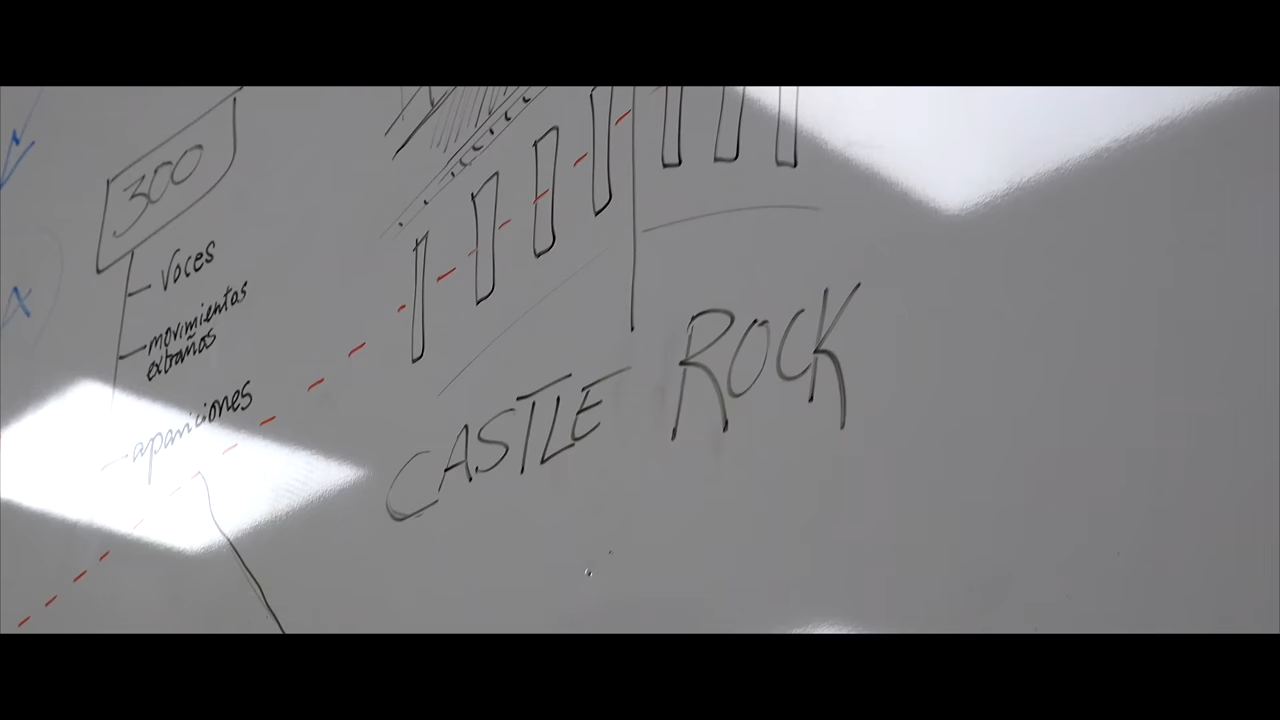 300
voces
movimientos
extraños
apariciones
CASTLE ROCK